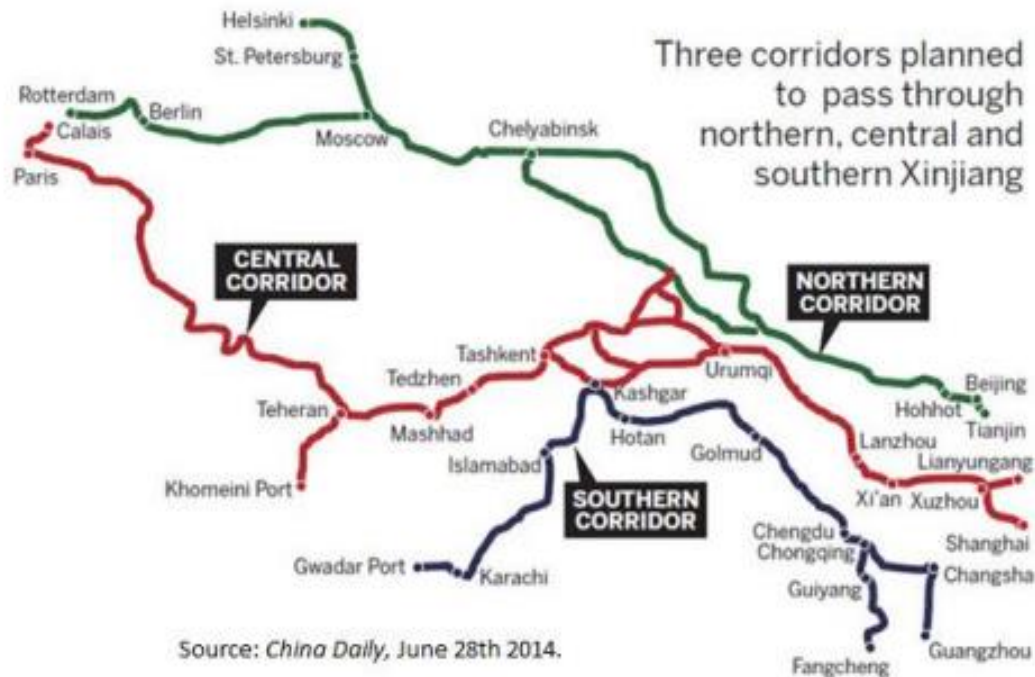 Helsinki
St. Petersburg
Three corridors planned
to pass through
northern, central and
southern Xinjiang
Rotterdam
Calais
Berlin
Moscow
Chelyabinsk
Paris
CENTRAL
CORRIDOR
NORTHERN
CORRIDOR
Tashkent
Urumqi
Tedzhen
Kashgar
Beijing
Hohhot
Tianjin
Teheran
Mashhad
Hotan
Golmud
Lanzhou
Lianyungang
Islamabad
Khomeini Port
Xi'an
Xuzhou
SOUTHERN
CORRIDOR
Shanghai
Chengdu
Chongqing
Gwadar Port
Karachi
Changsha
Guiyang
Source: China Daily, June 28th 2014.
Fangcheng
Guangzhou